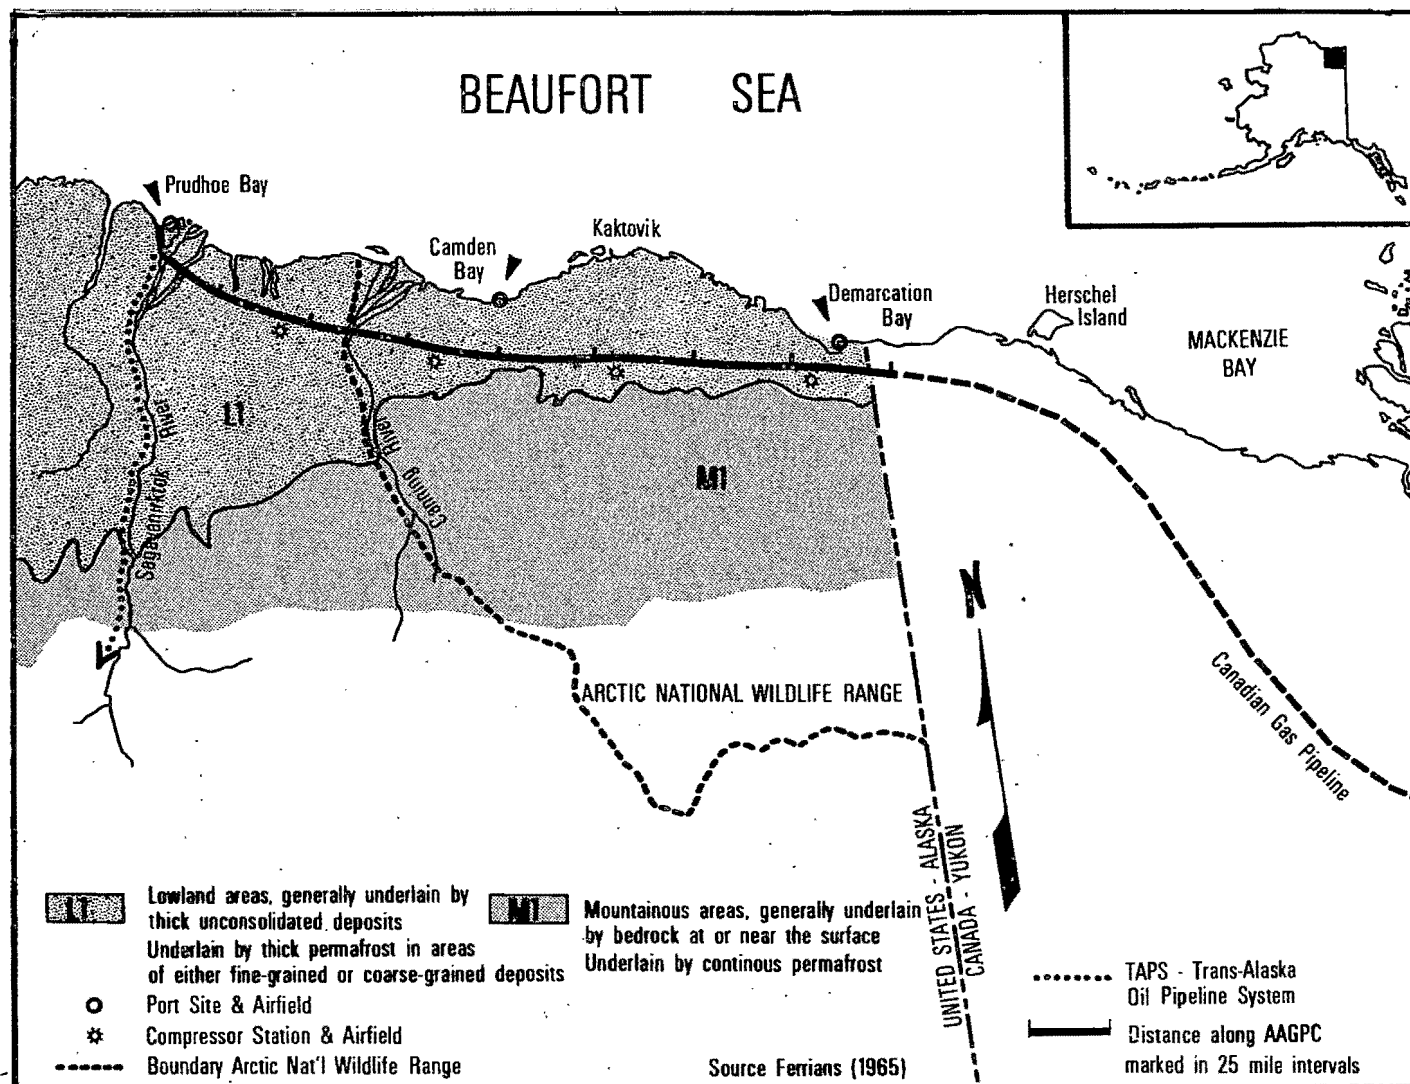 BEAUFORT SEA
Prudhoe Bay
Camden
Bay
Kaktovik
Demarcation
Bay
Herschel
Island
MACKENZIE
BAY
L1
M1
Sagavanirktok River
Canning River
N
ARCTIC NATIONAL WILDLIFE RANGE
Canadian Gas Pipeline
UNITED STATES - ALASKA
CANADA - YUKON
L1
Lowland areas, generally underlain by
thick unconsolidated deposits
Underlain by thick permafrost in areas
of either fine-grained or coarse-grained deposits
M1
Mountainous areas, generally underlain
by bedrock at or near the surface
Underlain by continous permafrost
Port Site & Airfield
Compressor Station & Airfield
Boundary Arctic Nat'l Wildlife Range
Source Ferrians (1965)
TAPS - Trans-Alaska
Oil Pipeline System
Distance along AAGPC
marked in 25 mile intervals